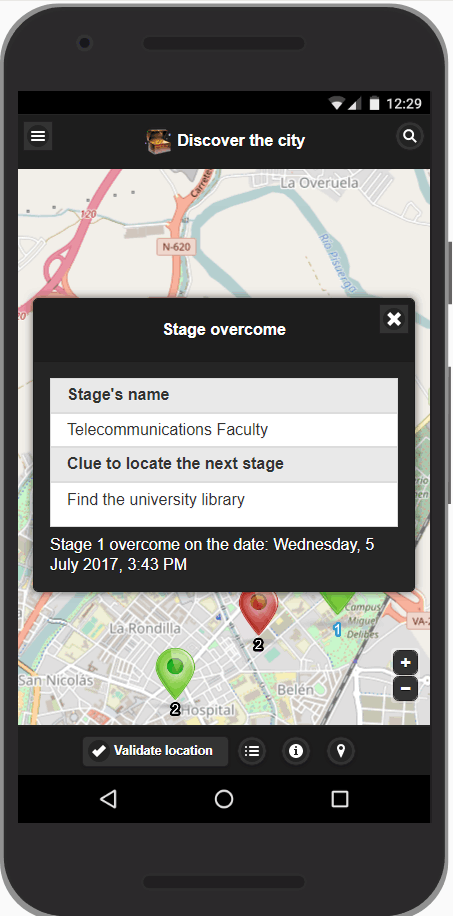 12:29
Discover the city
La Overuela
Carrete
120
N-620
Río Pisuerga
Stage overcome
Stage's name
Telecommunications Faculty
Clue to locate the next stage
Find the university library
Stage 1 overcome on the date: Wednesday, 5
July 2017, 3:43 PM
Campus
Miguel
Delibes
VA-2
1
La Rondilla
2
San Nicolás
Belén
+
2
Hospital
−
Validate location